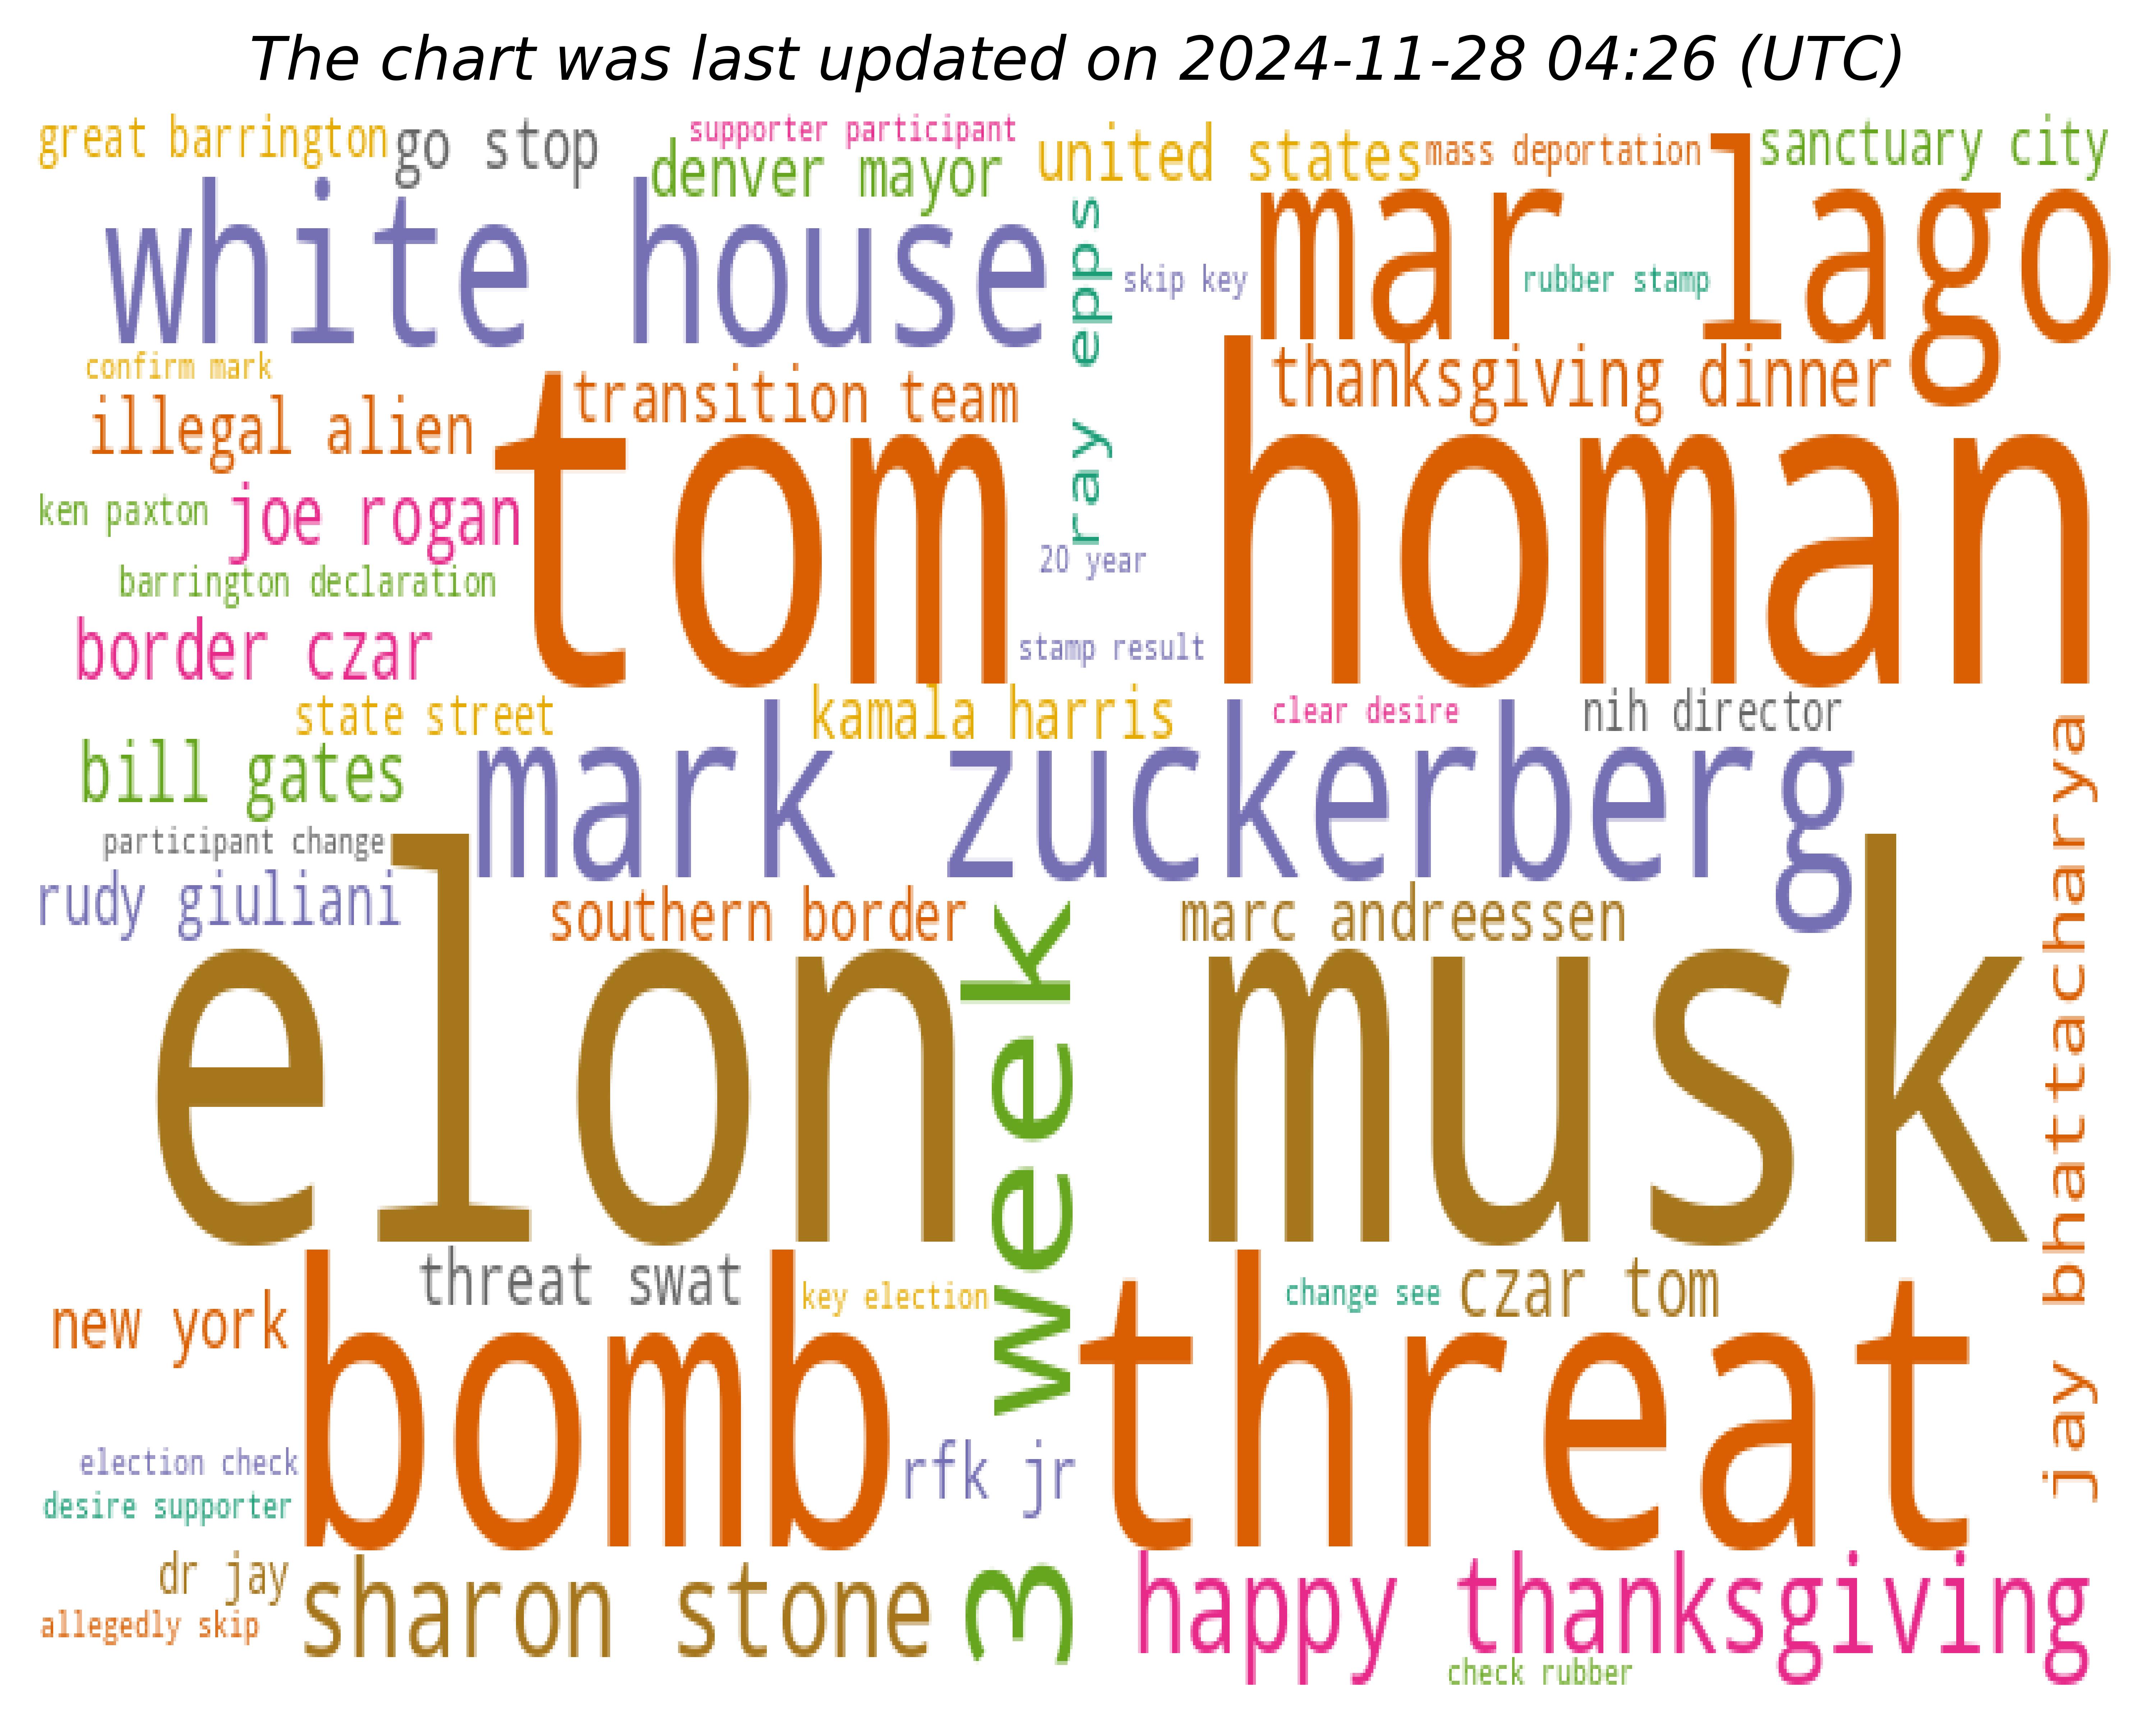 The chart was last updated on 2024-11-28 04:26 (UTC)
great barrington
go stop
supporter participant
denver mayor
united states
mass deportation
sanctuary city
white house
ray epps
skip key
mar lago
rubber stamp
confirm mark
transition team
thanksgiving dinner
illegal alien
tom homan
ken paxton
joe rogan
20 year
barrington declaration
border czar
stamp result
state street
kamala harris
clear desire
nih director
bill gates
mark zuckerberg
jay bhattacharya
participant change
rudy giuliani
southern border
marc andreessen
elon musk
3 week
threat swat
key election
change see
czar tom
new york
bomb threat
election check
rfk jr
desire supporter
dr jay
sharon stone
happy thanksgiving
allegedly skip
check rubber